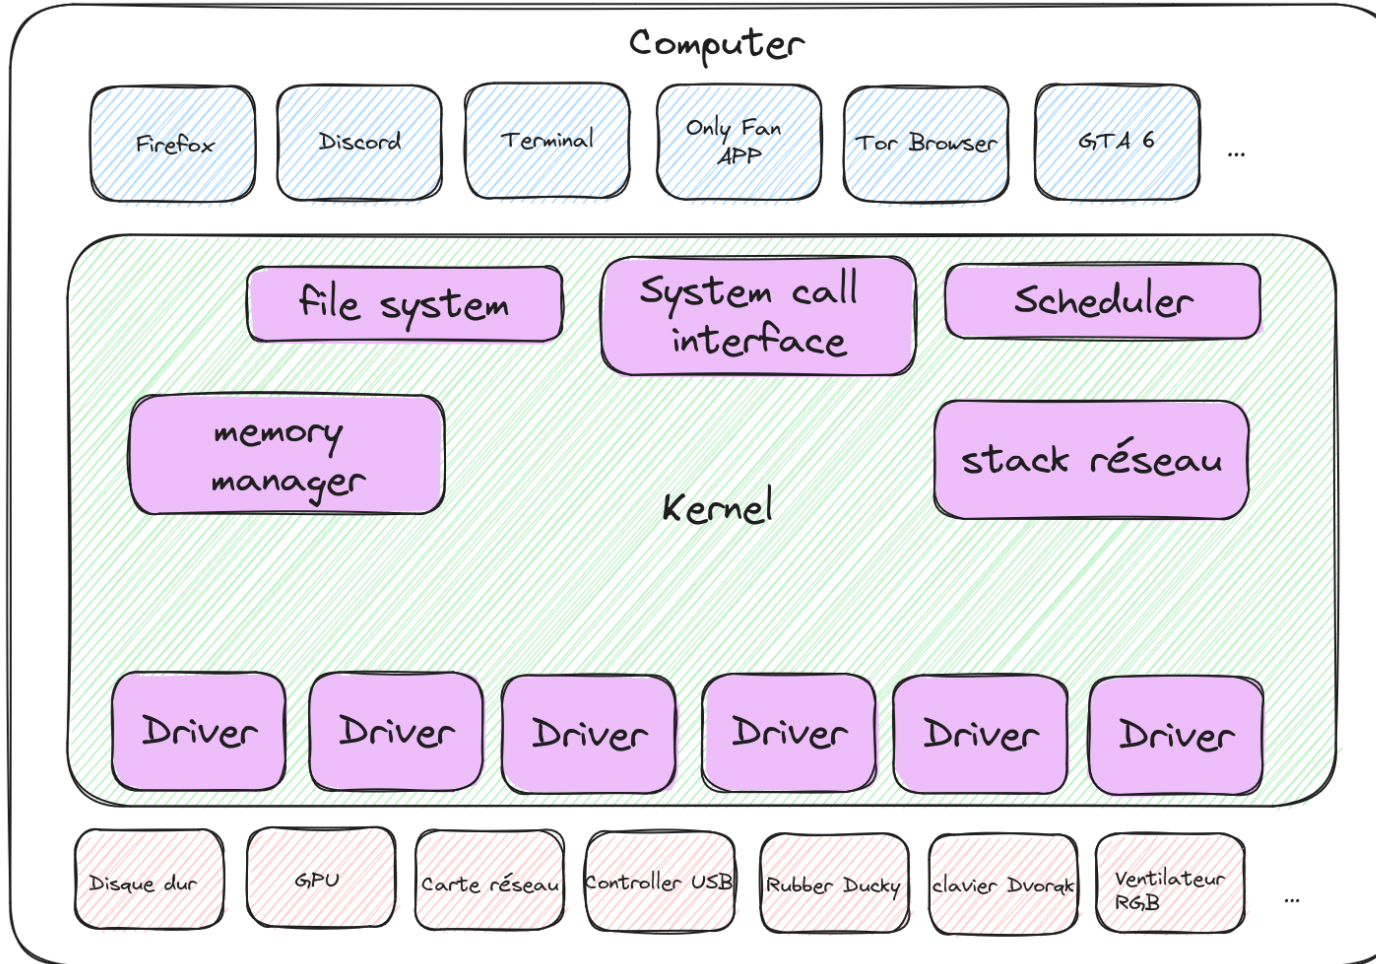 Computer
Firefox
Discord
Terminal
Only Fan
APP
Tor Browser
GTA 6
...
file system
System call
interface
Scheduler
memory
manager
stack réseau
Kernel
Driver
Driver
Driver
Driver
Driver
Driver
Disque dur
GPU
Carte réseau
Controller USB
Rubber Ducky
clavier Dvorak
Ventilateur
RGB
...